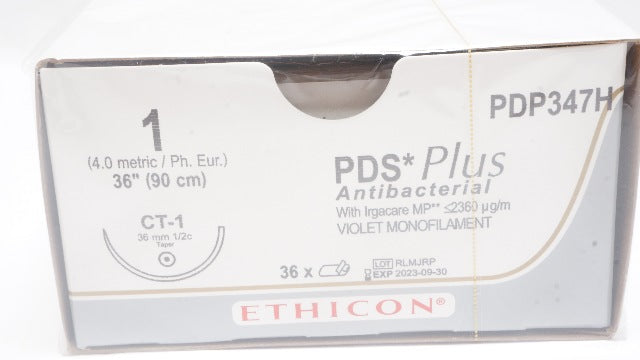 PDP347H
1
(4.0 metric / Ph. Eur.)
36" (90 cm)
CT-1
36 mm 1/2c
Taper
PDS* Plus
Antibacterial
With Irgacare MP** ≤2360 µg/m
VIOLET MONOFILAMENT
36 x
LOT RLMJRP
EXP 2023-09-30
ETHICON®